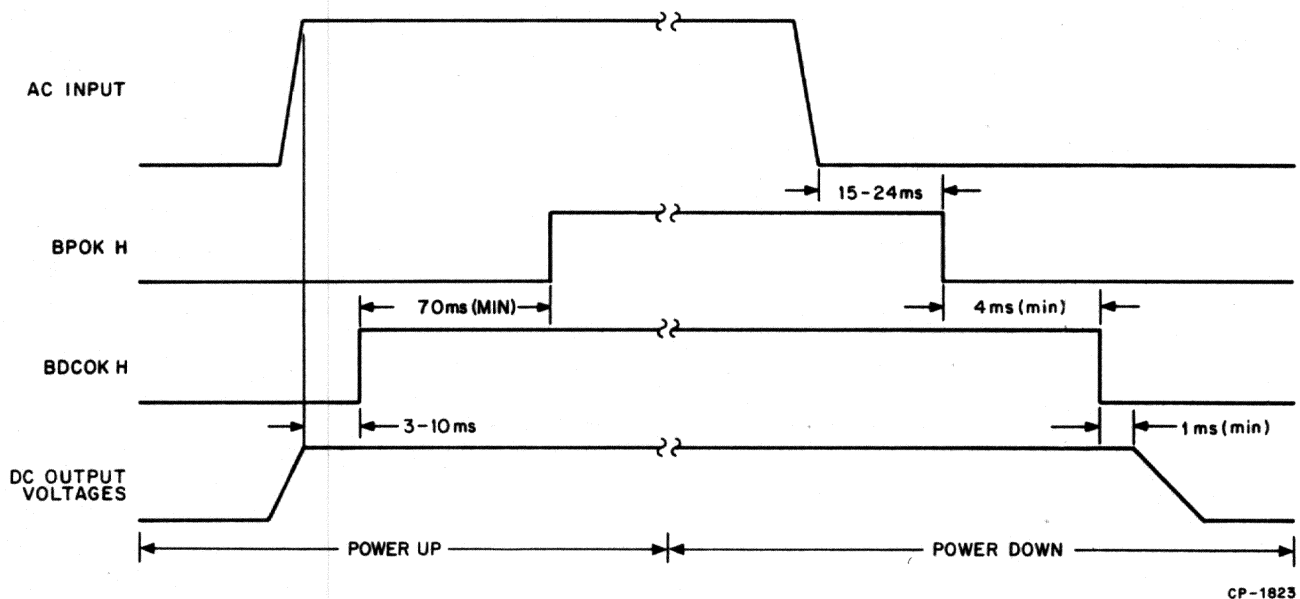 AC INPUT
15-24ms
BPOK H
70ms (MIN)
4ms (min)
BDCOK H
3-10ms
1ms (min)
DC OUTPUT
VOLTAGES
POWER UP
POWER DOWN
CP-1823